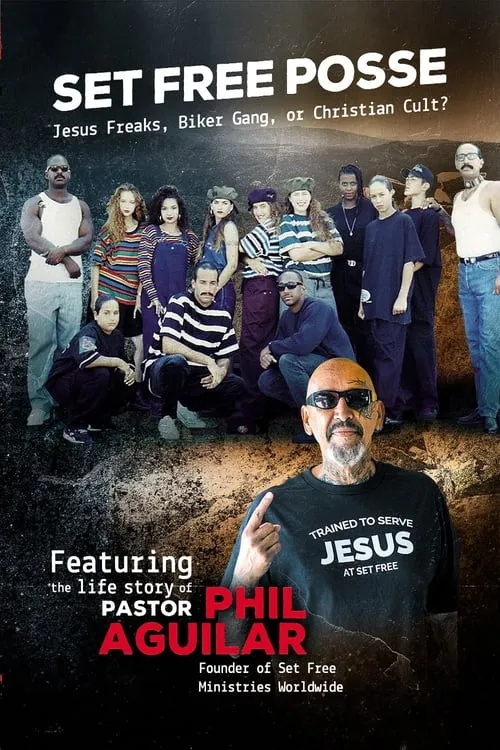 SET FREE POSSE
Jesus Freaks, Biker Gang, or Christian Cult?
TRAINED TO SERVE
JESUS
AT SET FREE
Featuring
the life story of
PASTOR PHIL
AGUILAR
Founder of Set Free
Ministries Worldwide